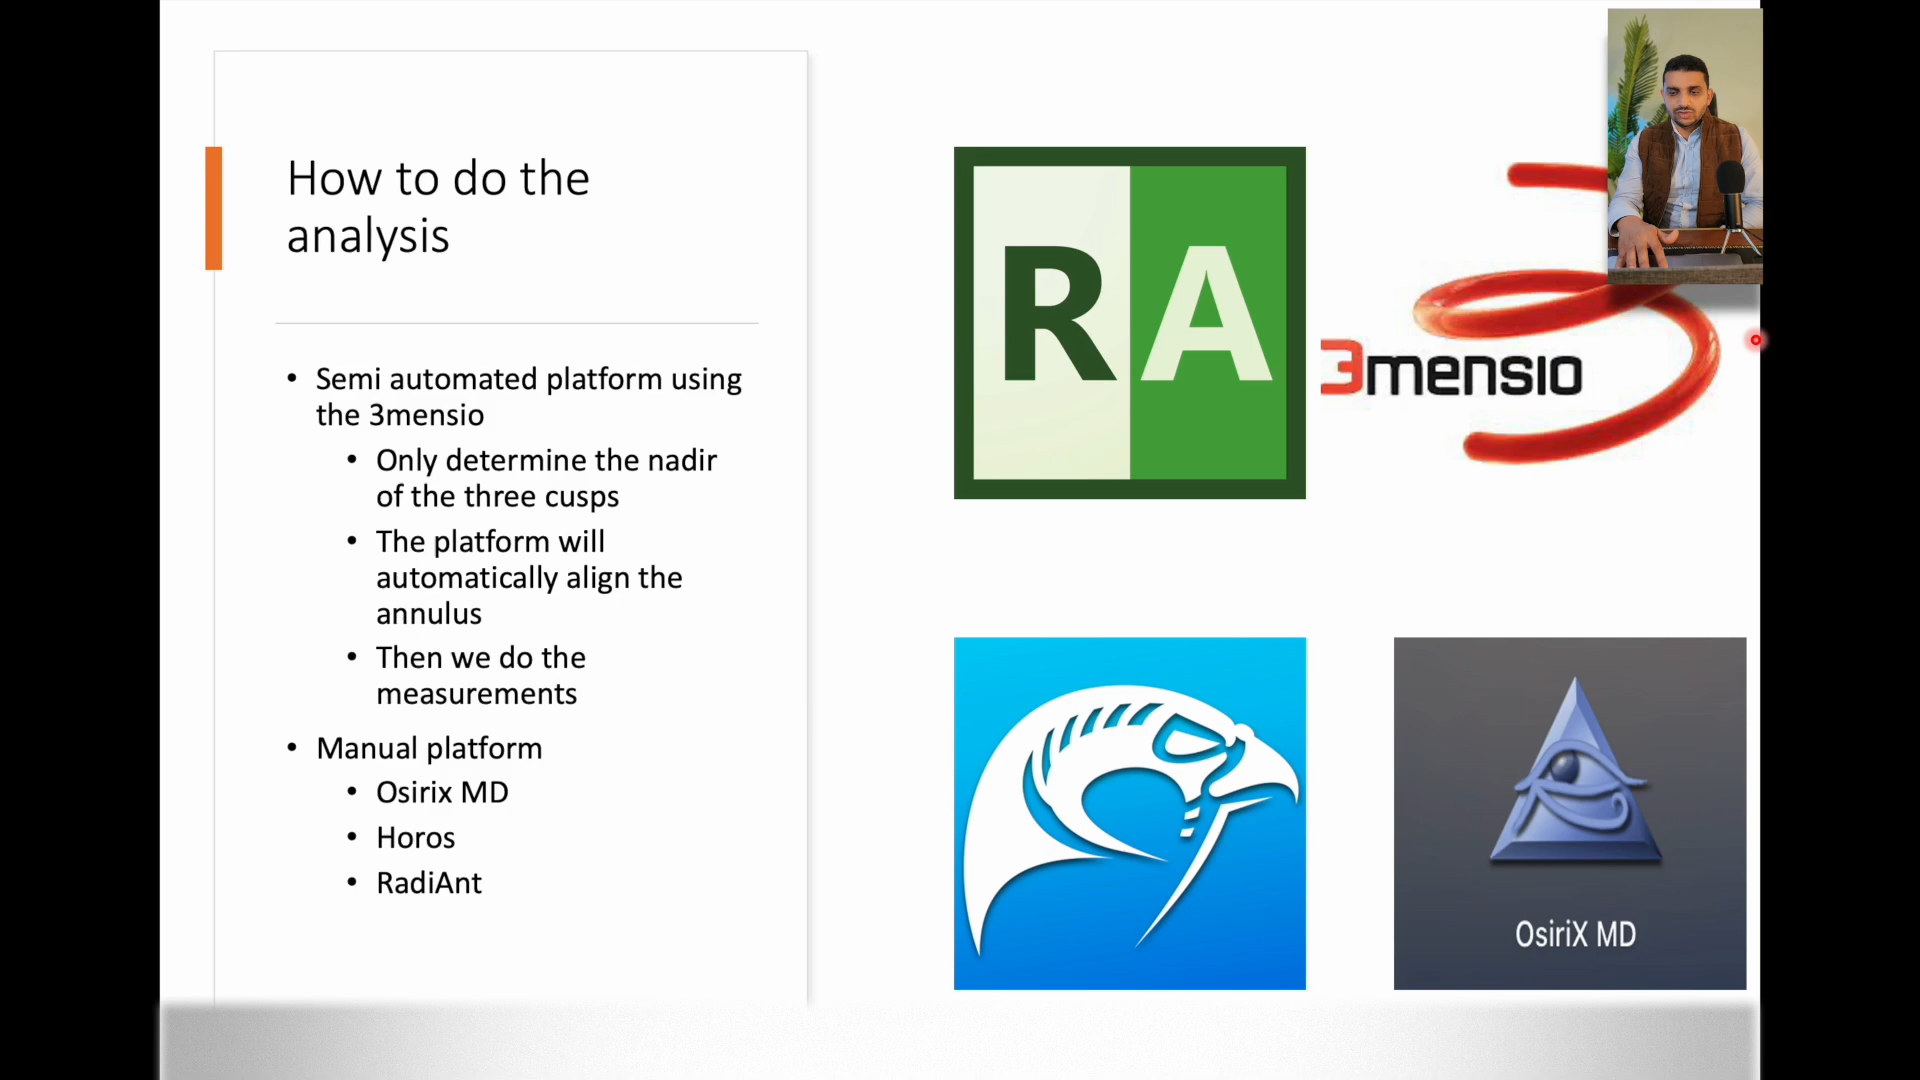 How to do the
analysis
• Semi automated platform using
the 3mensio
• Only determine the nadir
of the three cusps
• The platform will
automatically align the
annulus
• Then we do the
measurements
• Manual platform
• Osirix MD
• Horos
• RadiAnt
RA
3mensio
OsiriX MD